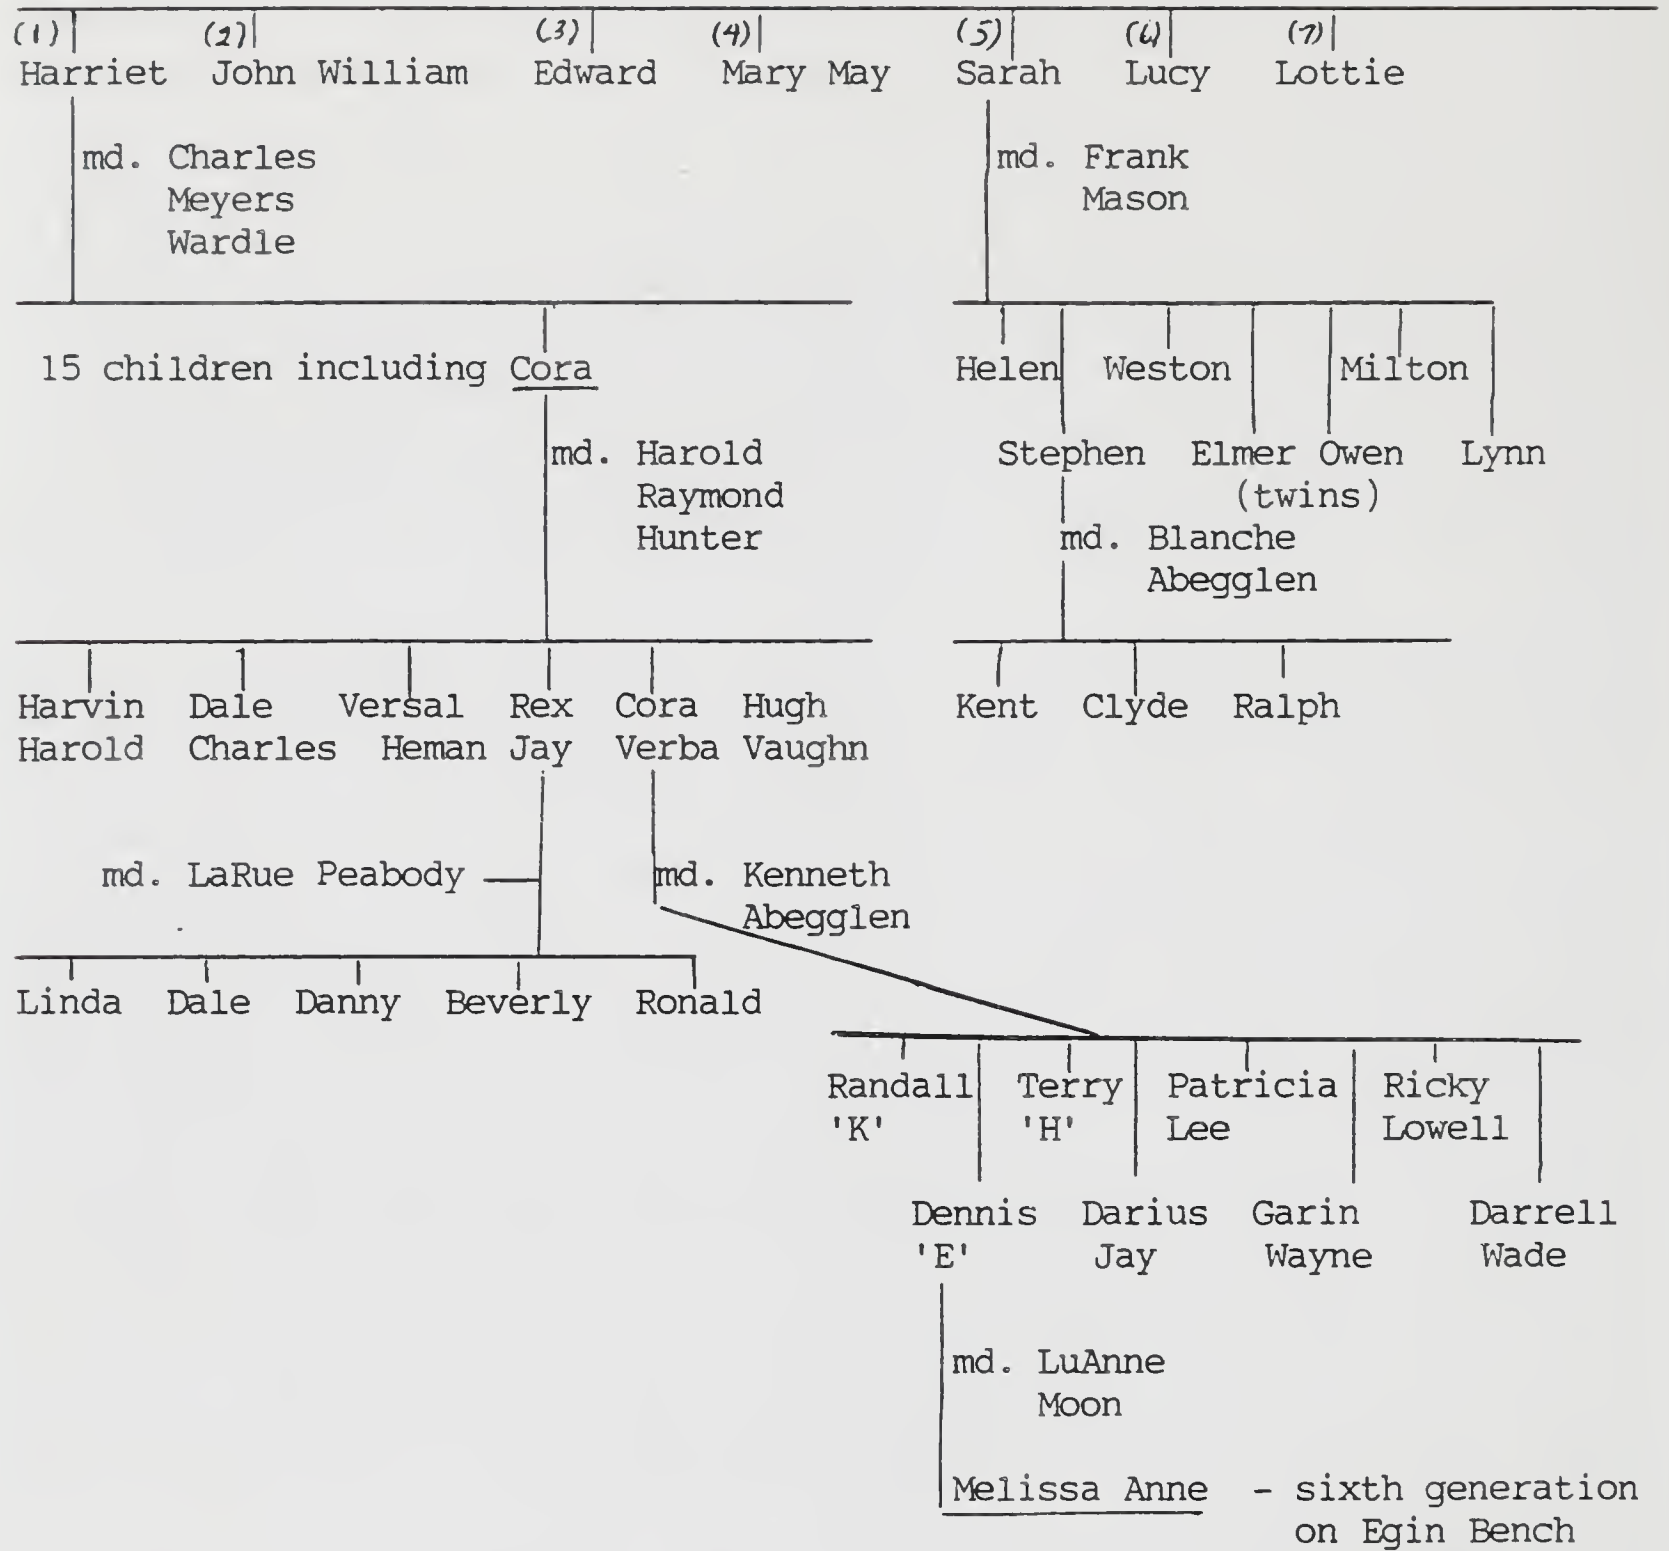 (1) (2) (3) (4) (5) (6) (7)
Harriet John William Edward Mary May Sarah Lucy Lottie
md. Charles
Meyers
Wardle
md. Frank
Mason
15 children including Cora
Helen Weston Milton
Stephen Elmer Owen Lynn
(twins)
md. Harold
Raymond
Hunter
md. Blanche
Abegglen
Harvin Dale Versal Rex Cora Hugh
Harold Charles Heman Jay Verba Vaughn
Kent Clyde Ralph
md. LaRue Peabody
md. Kenneth
Abegglen
Linda Dale Danny Beverly Ronald
Randall Terry Patricia Ricky
'K' 'H' Lee Lowell
Dennis Darius Garin Darrell
'E' Jay Wayne Wade
md. LuAnne
Moon
Melissa Anne - sixth generation
on Egin Bench